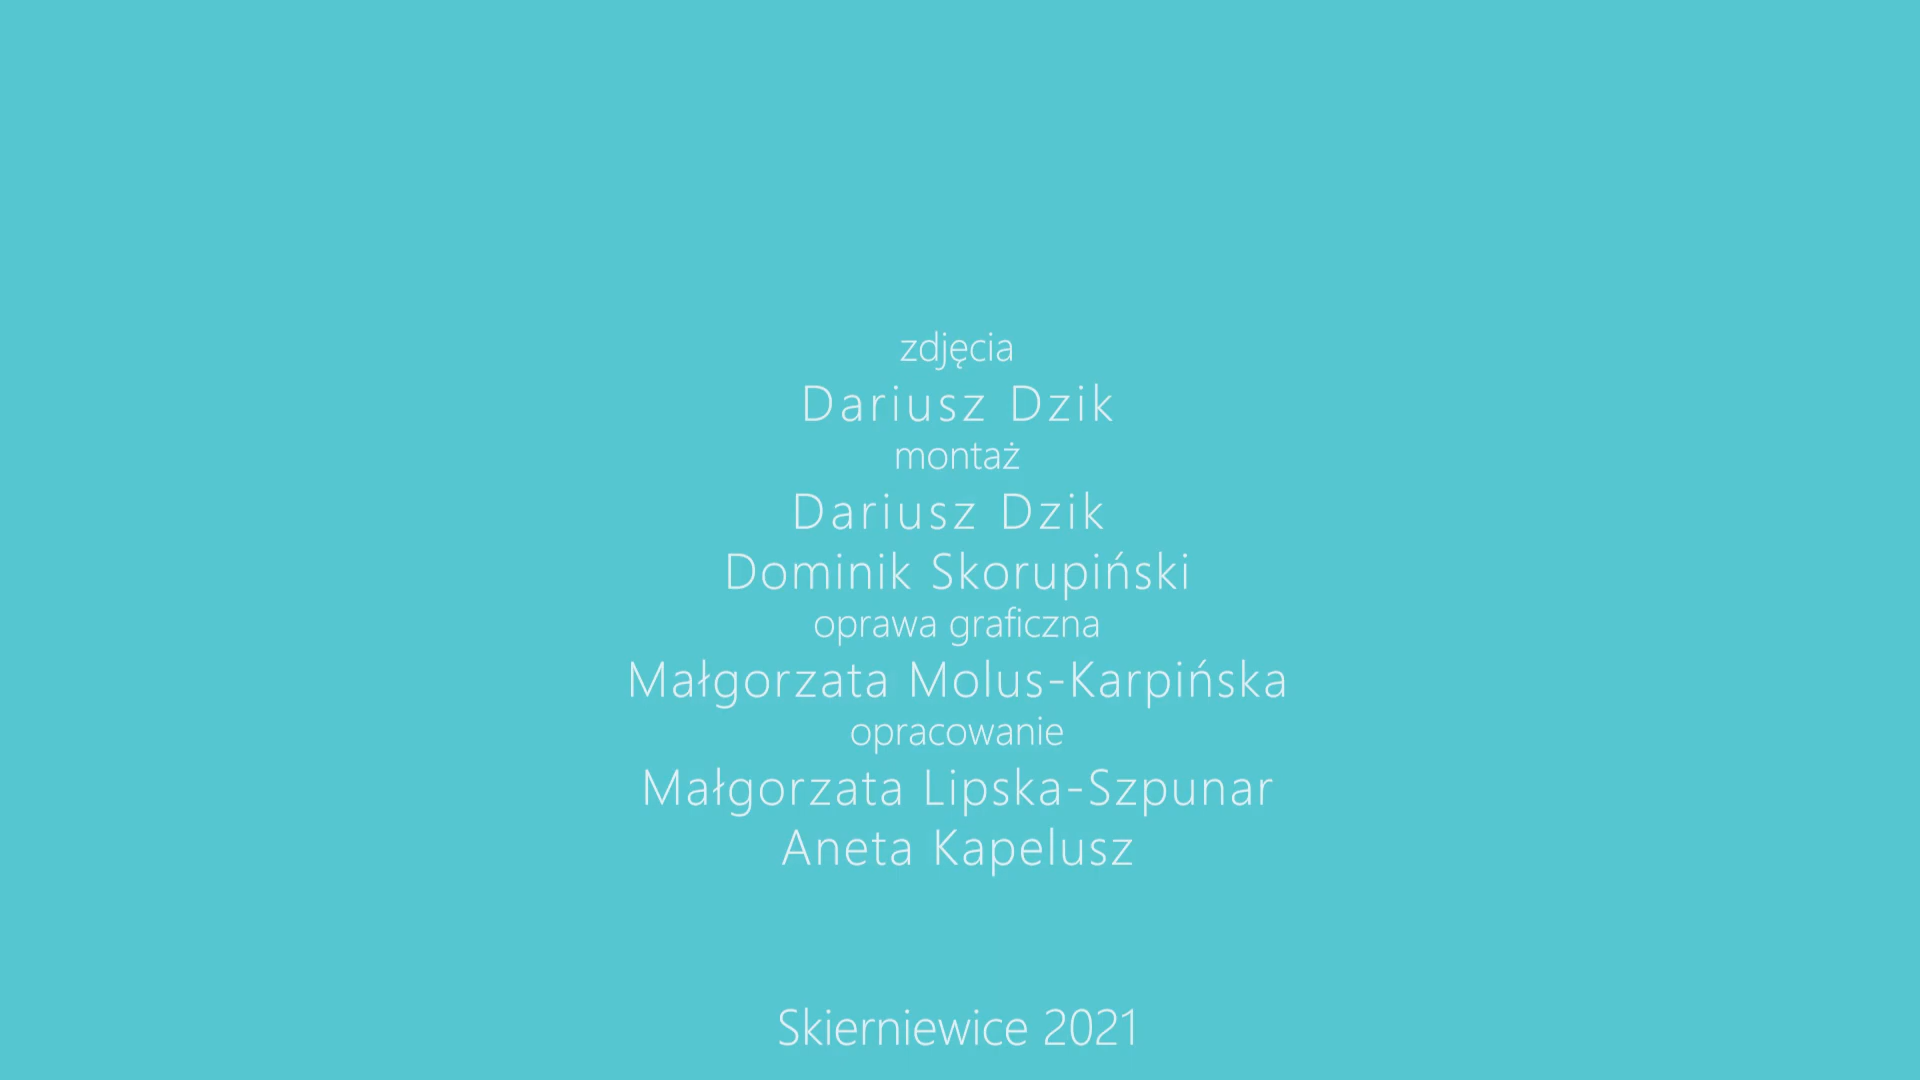 zdjęcia
Dariusz Dzik
montaż
Dariusz Dzik
Dominik Skorupiński
oprawa graficzna
Małgorzata Molus-Karpińska
opracowanie
Małgorzata Lipska-Szpunar
Aneta Kapelusz
Skierniewice 2021